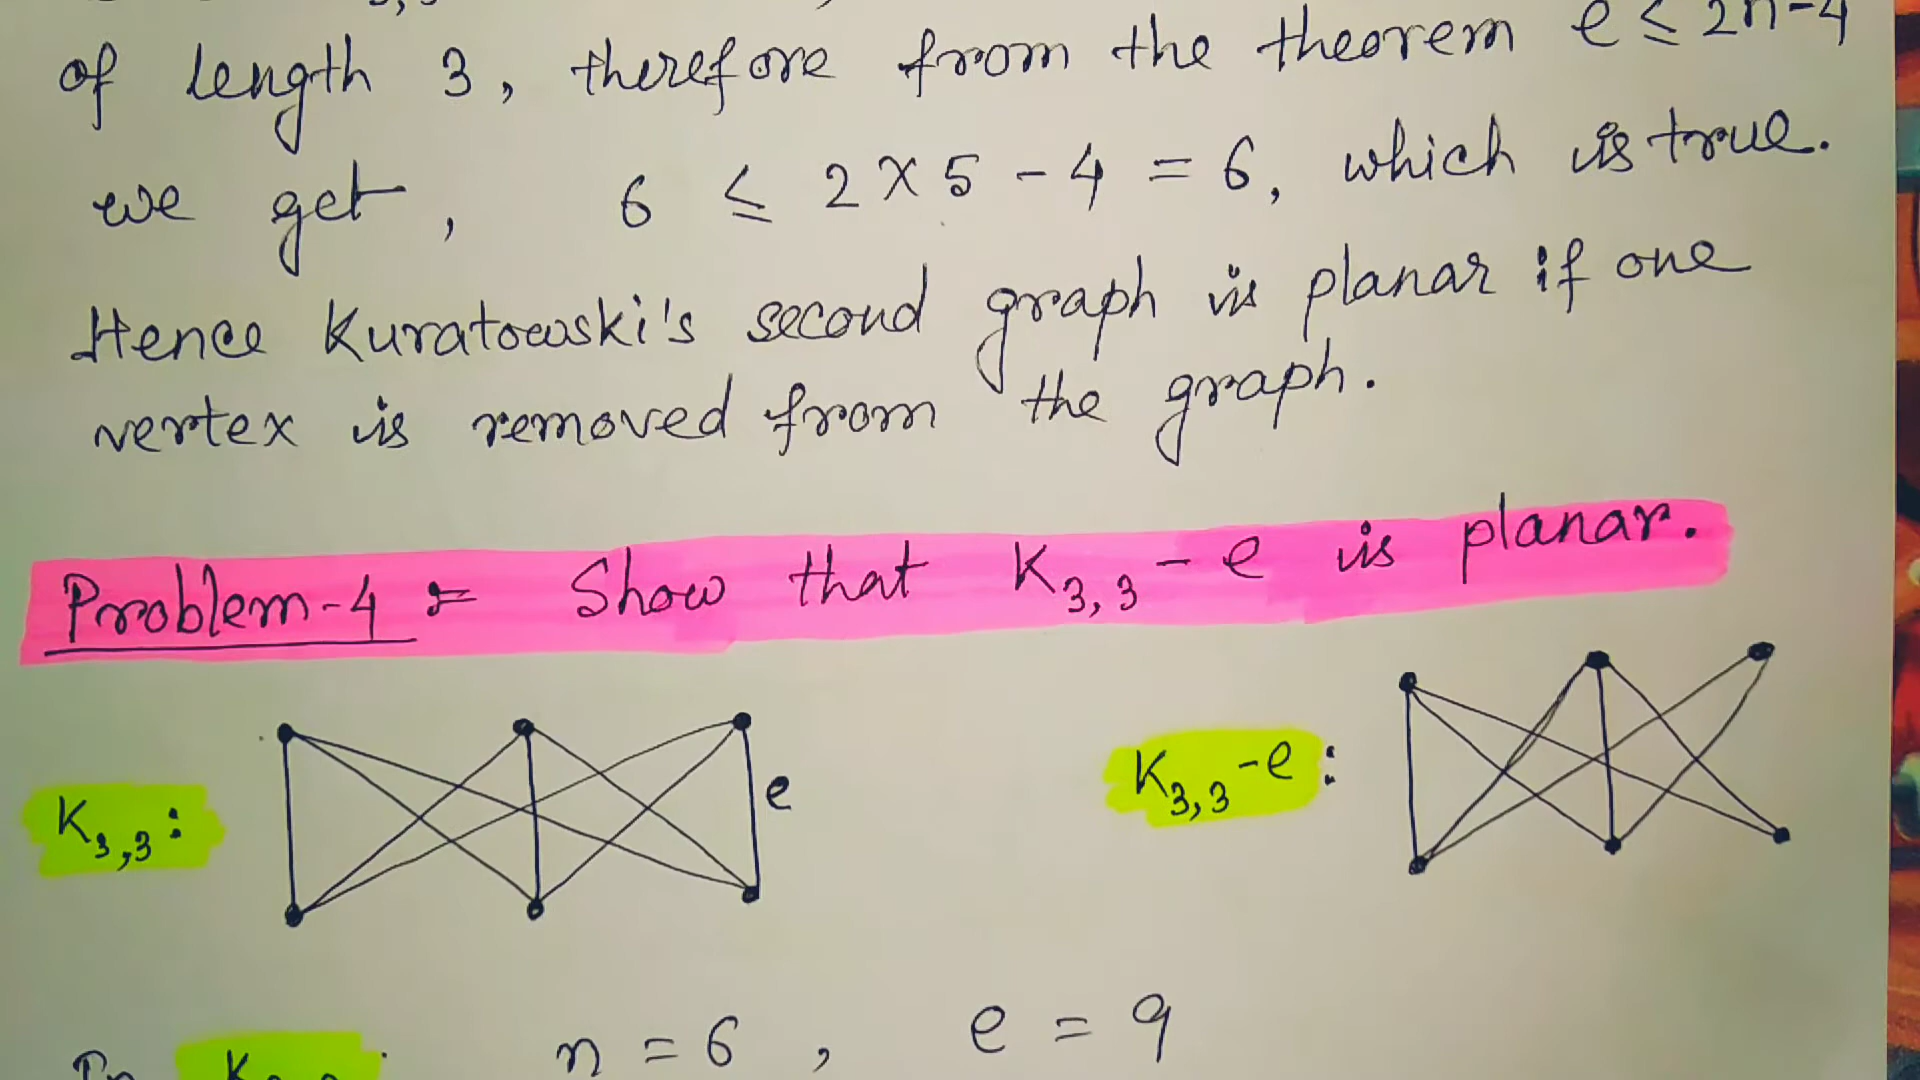 of length 3, therefore from the theorem e ≤ 2n-4
we get, 6 ≤ 2 × 5 - 4 = 6, which is true.
Hence Kuratowski's second graph is planar if one
vertex is removed from the graph.
Problem-4 := Show that K₃,₃ - e is planar.
K₃,₃:
e
K₃,₃-e:
n = 6, e = 9